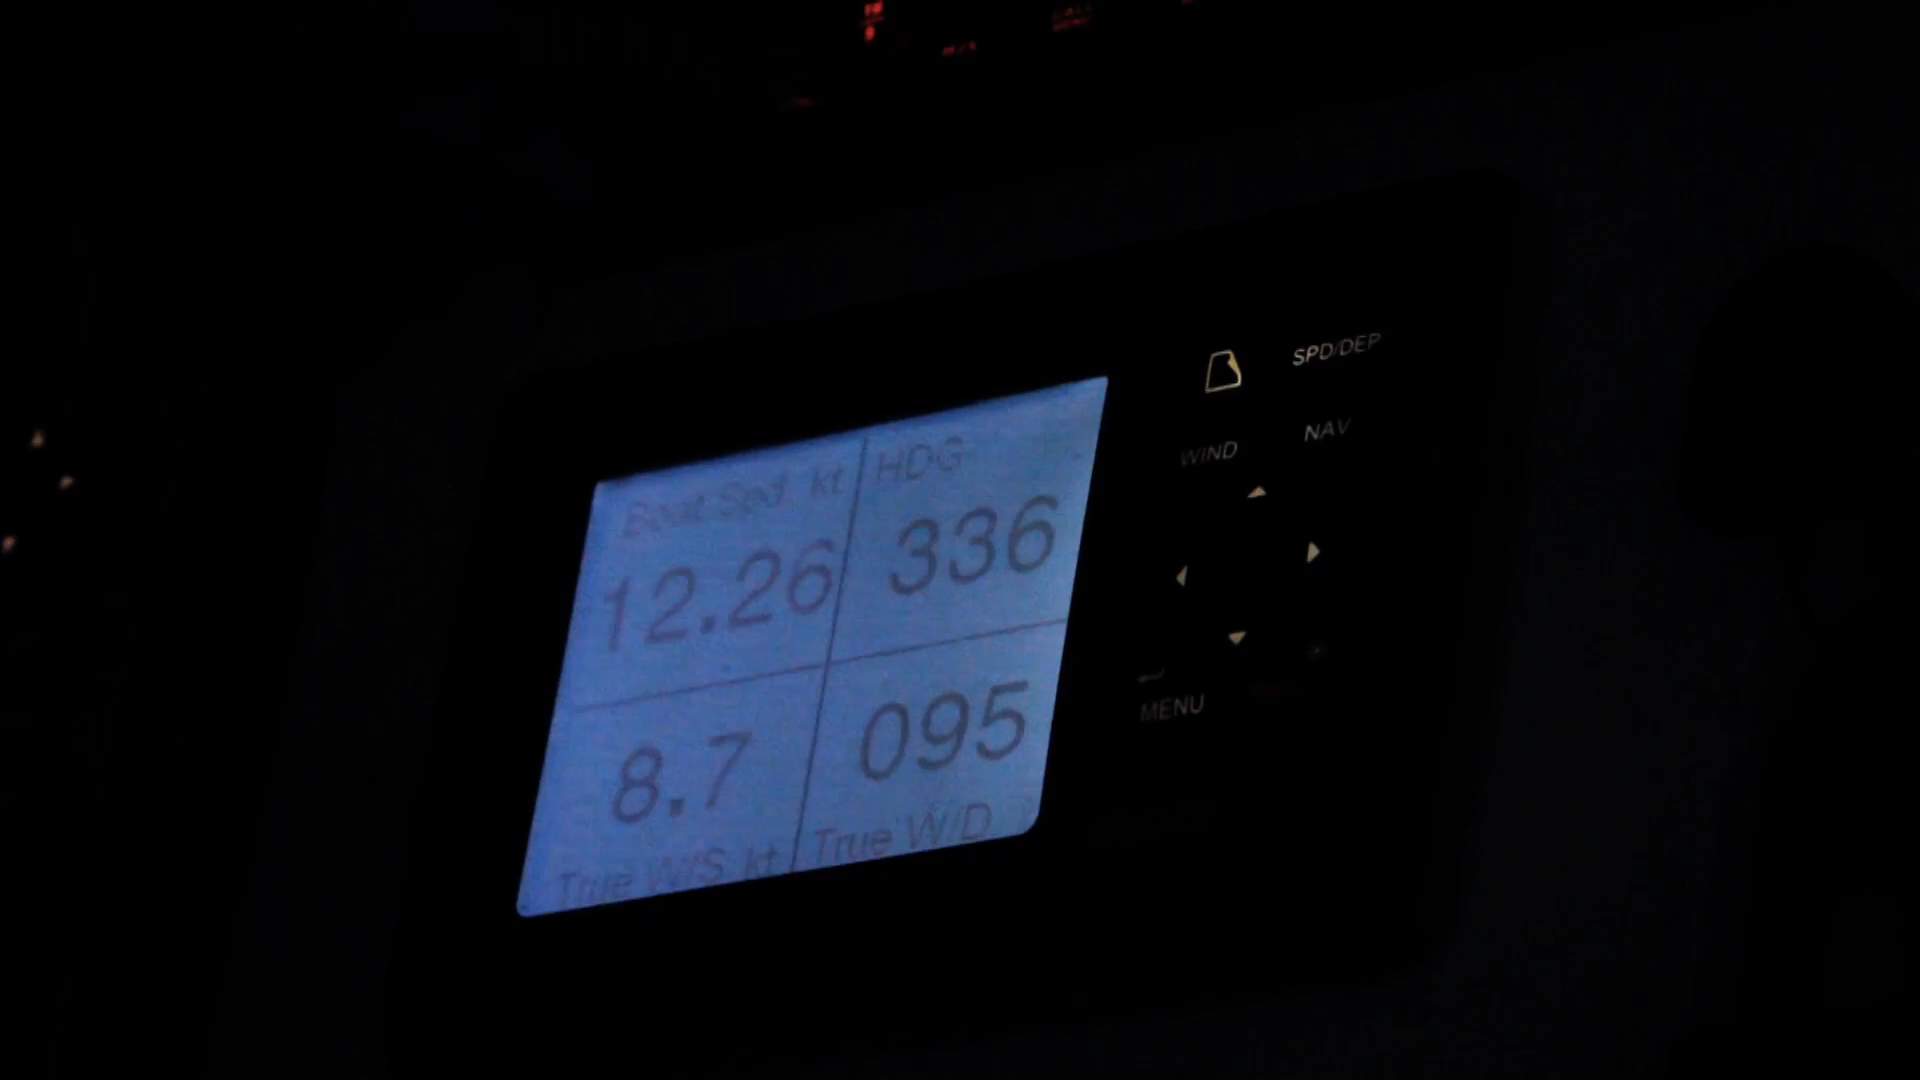 Boat Spd. kt
HDG
12.26
336
8.7
095
True W/S kt
True W/D
SPD/DEP
WIND
NAV
MENU